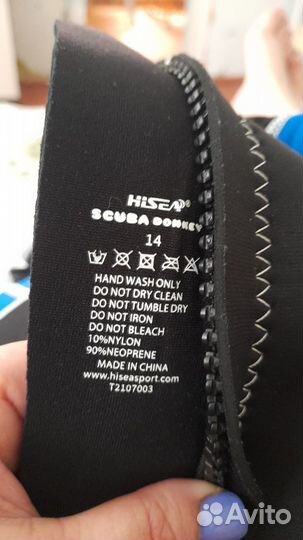 HISEA
SCUBA DONKEY
14
HAND WASH ONLY
DO NOT DRY CLEAN
DO NOT TUMBLE DRY
DO NOT IRON
DO NOT BLEACH
10%NYLON
90%NEOPRENE
MADE IN CHINA
www.hiseasport.com
T2107003
Avito